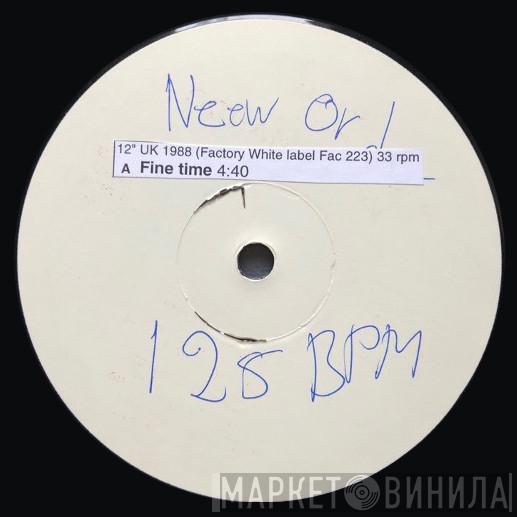 Neew Or
12" UK 1988 (Factory White label Fac 223) 33 rpm
A Fine time 4:40
128 BPM
МАРКЕТ ВИНИЛА